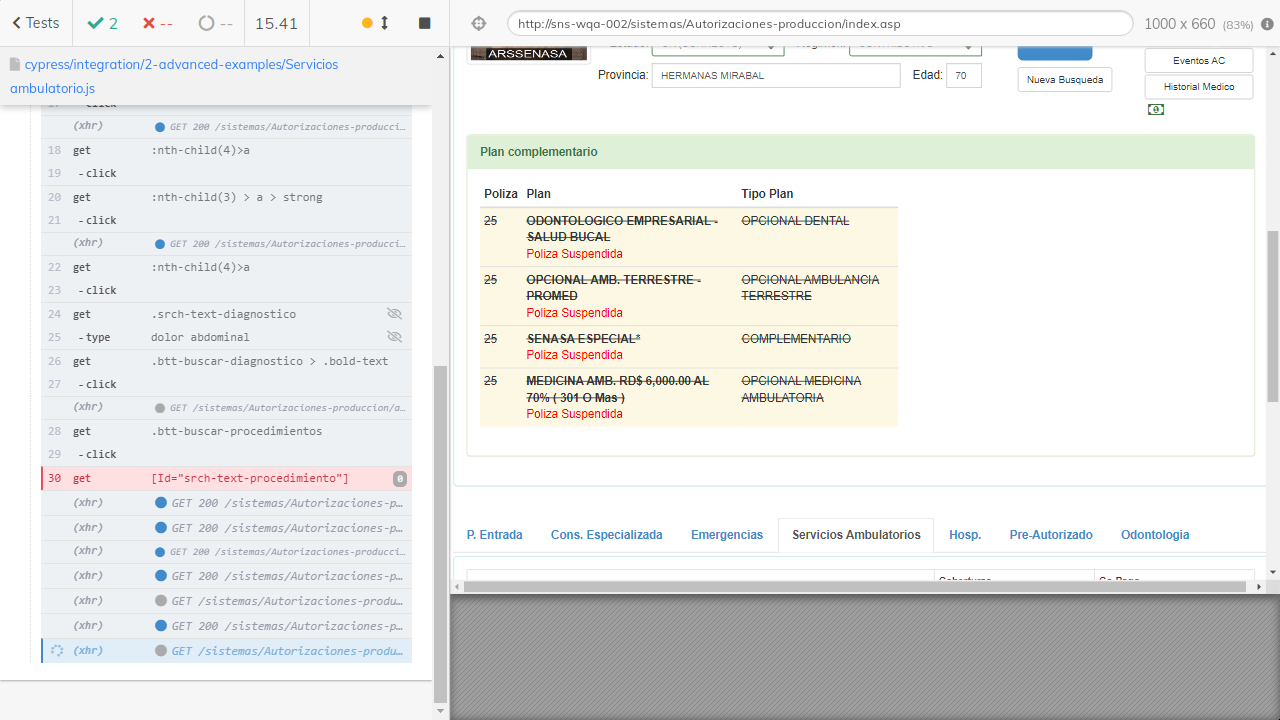 Tests
2
--
--
15.41
http://sns-wqa-002/sistemas/Autorizaciones-produccion/index.asp
1000 x 660 (83%)
cypress/integration/2-advanced-examples/Servicios
ambulatorio.js
- click
(xhr) GET 200 /sistemas/Autorizaciones-producci...
18 get :nth-child(4)>a
19 - click
20 get :nth-child(3) > a > strong
21 - click
(xhr) GET 200 /sistemas/Autorizaciones-producci...
22 get :nth-child(4)>a
23 - click
24 get .srch-text-diagnostico
25 - type dolor abdominal
26 get .btt-buscar-diagnostico > .bold-text
27 - click
(xhr) GET /sistemas/Autorizaciones-produccion/a...
28 get .btt-buscar-procedimientos
29 - click
30 get [Id="srch-text-procedimiento"] 0
(xhr) GET 200 /sistemas/Autorizaciones-p...
(xhr) GET 200 /sistemas/Autorizaciones-p...
(xhr) GET 200 /sistemas/Autorizaciones-producci...
(xhr) GET 200 /sistemas/Autorizaciones-p...
(xhr) GET /sistemas/Autorizaciones-produ...
(xhr) GET 200 /sistemas/Autorizaciones-p...
(xhr) GET /sistemas/Autorizaciones-produ...
ARSSENASA
Provincia: HERMANAS MIRABAL Edad: 70
Nueva Busqueda
Eventos AC
Historial Medico
Plan complementario
Poliza Plan Tipo Plan
25 ODONTOLOGICO EMPRESARIAL - OPCIONAL DENTAL
SALUD BUCAL
Poliza Suspendida
25 OPCIONAL AMB. TERRESTRE - OPCIONAL AMBULANCIA
PROMED TERRESTRE
Poliza Suspendida
25 SENASA ESPECIAL* COMPLEMENTARIO
Poliza Suspendida
25 MEDICINA AMB. RD$ 6,000.00 AL OPCIONAL MEDICINA
70% ( 301 O Mas ) AMBULATORIA
Poliza Suspendida
P. Entrada Cons. Especializada Emergencias Servicios Ambulatorios Hosp. Pre-Autorizado Odontologia